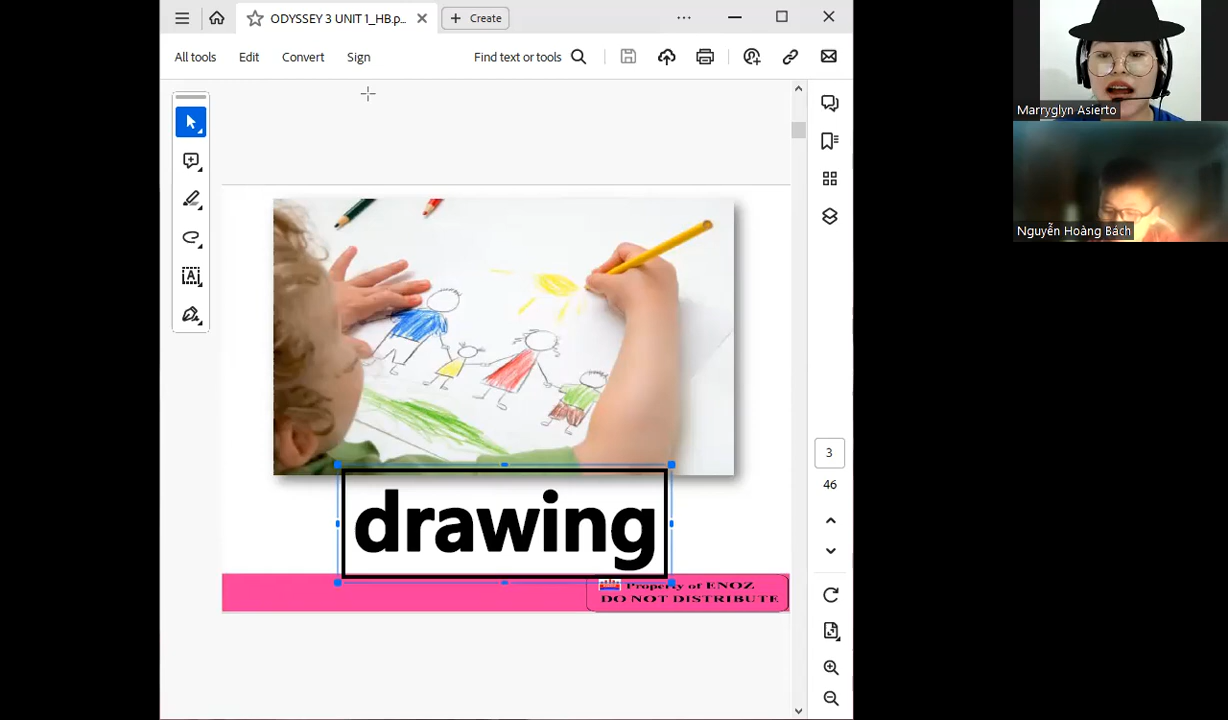 ODYSSEY 3 UNIT 1_HB.p...
Create
All tools
Edit
Convert
Sign
Find text or tools
Marryglyn Asierto
Nguyễn Hoàng Bách
3
46
drawing
Property of ENOZ
DO NOT DISTRIBUTE